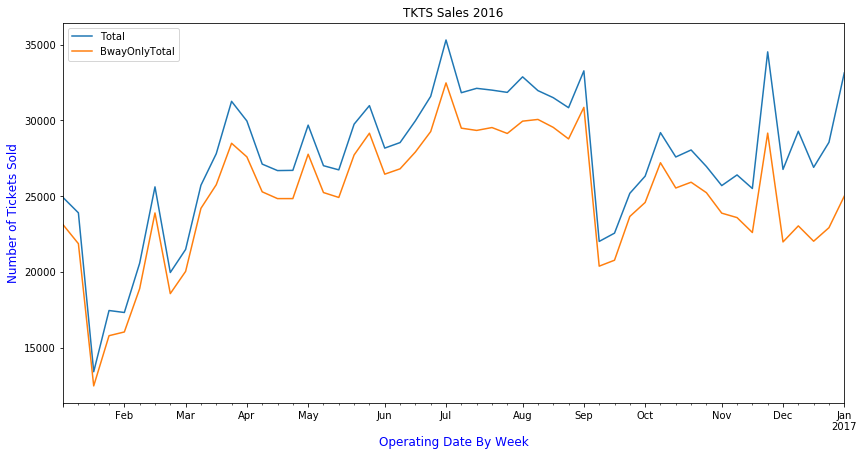 TKTS Sales 2016
Total
BwayOnlyTotal
Number of Tickets Sold
35000
30000
25000
20000
15000
Feb Mar Apr May Jun Jul Aug Sep Oct Nov Dec Jan
2017
Operating Date By Week